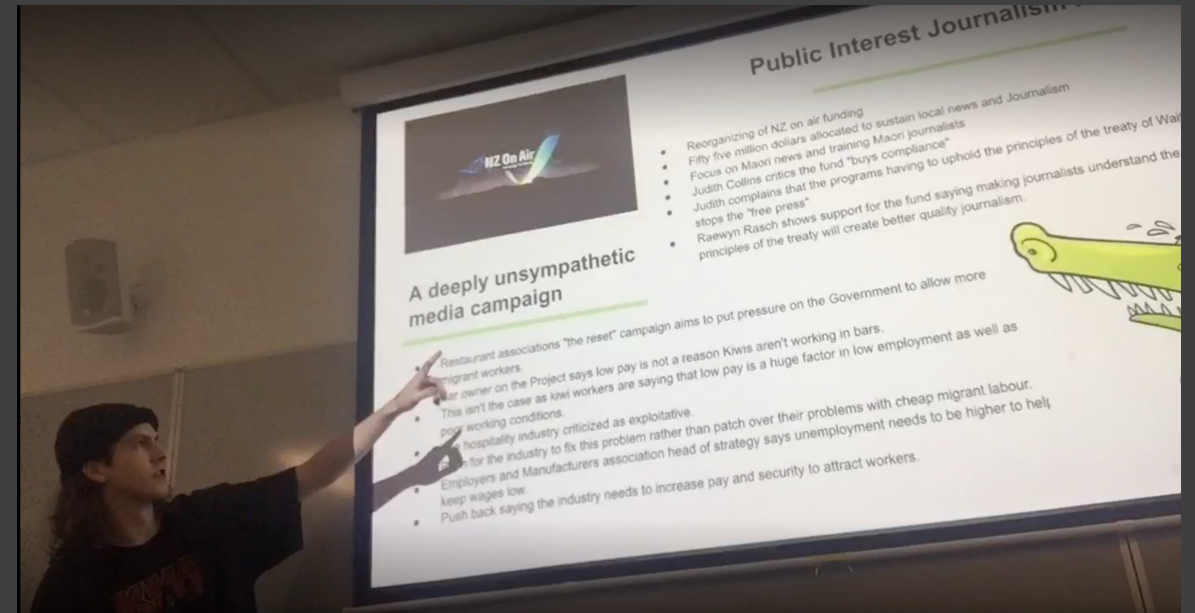 Public Interest Journalism
NZ On Air
Reorganizing of NZ on air funding
Fifty five million dollars allocated to sustain local news and Journalism
Focus on Maori news and training Maori journalists
Judith Collins critics the fund "buys compliance"
Judith complains that the programs having to uphold the principles of the treaty of
stops the "free press"
Raewyn Rasch shows support for the fund saying making journalists understand the
principles of the treaty will create better quality journalism.
A deeply unsympathetic
media campaign
Restaurant associations "the reset" campaign aims to put pressure on the Government to allow more
migrant workers.
owner on the Project says low pay is not a reason Kiwis aren't working in bars.
This isn't the case as kiwi workers are saying that low pay is a huge factor in low employment as well as
poor working conditions.
hospitality industry criticized as exploitative.
for the industry to fix this problem rather than patch over their problems with cheap migrant labour.
Employers and Manufacturers association head of strategy says unemployment needs to be higher to help
keep wages low.
Push back saying the industry needs to increase pay and security to attract workers.